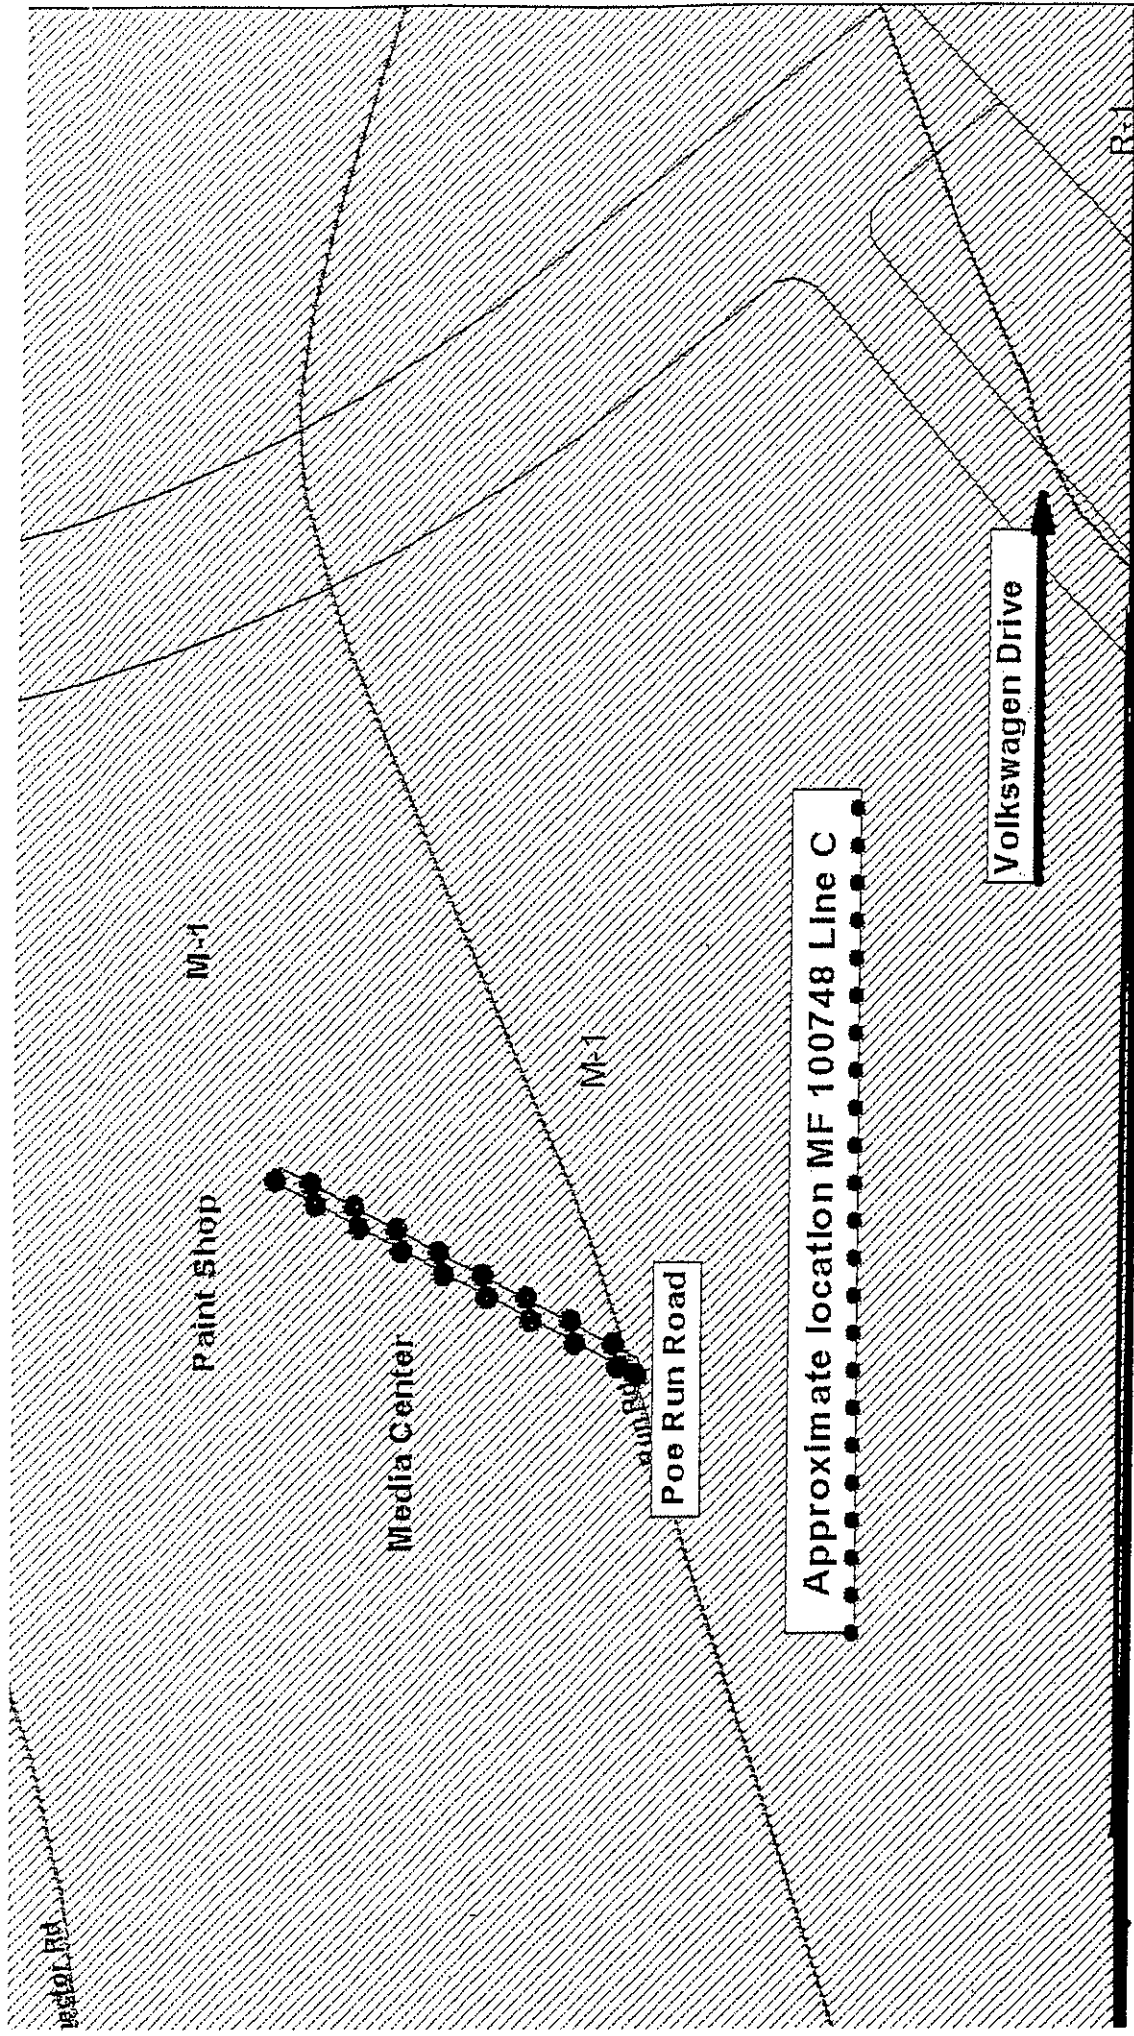 M-1
Paint Shop
Media Center
M-1
Poe Run Road
Approximate location MF 100748 Line C
Volkswagen Drive
R-1